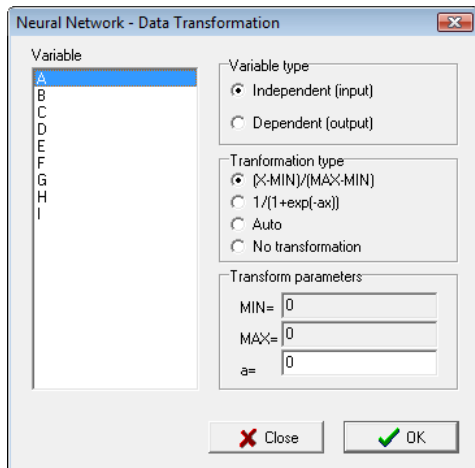 Neural Network - Data Transformation
Variable
A
B
C
D
E
F
G
H
I
Variable type
Independent (input)
Dependent (output)
Tranformation type
(X-MIN)/(MAX-MIN)
1/(1+exp(-ax))
Auto
No transformation
Transform parameters
MIN= 0
MAX= 0
a= 0
Close
OK